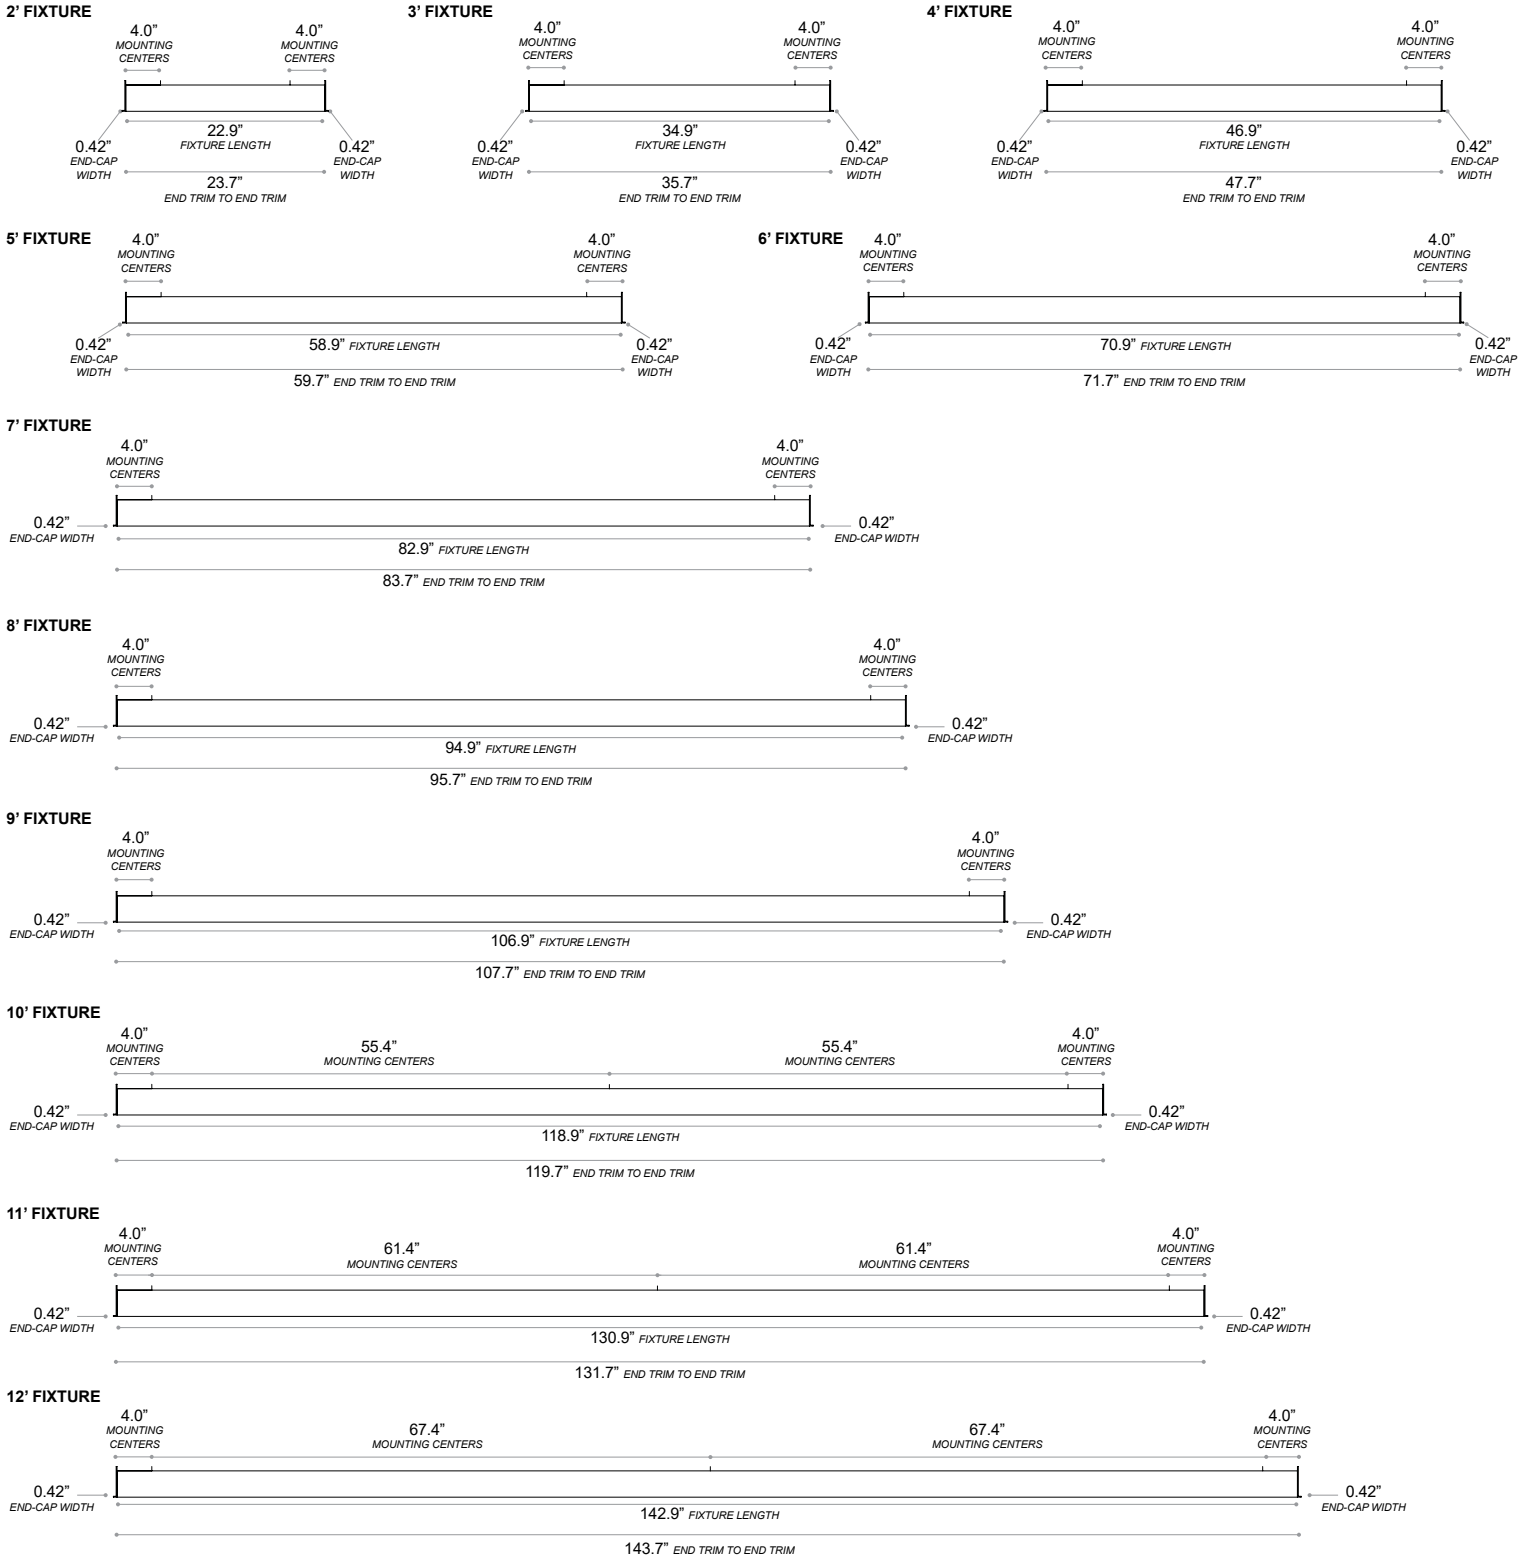 2’ FIXTURE
4.0”
MOUNTING
CENTERS
4.0”
MOUNTING
CENTERS
0.42”
END-CAP
WIDTH
22.9”
FIXTURE LENGTH
0.42”
END-CAP
WIDTH
23.7”
END TRIM TO END TRIM
3’ FIXTURE
4.0”
MOUNTING
CENTERS
4.0”
MOUNTING
CENTERS
0.42”
END-CAP
WIDTH
34.9”
FIXTURE LENGTH
0.42”
END-CAP
WIDTH
35.7”
END TRIM TO END TRIM
4’ FIXTURE
4.0”
MOUNTING
CENTERS
4.0”
MOUNTING
CENTERS
0.42”
END-CAP
WIDTH
46.9”
FIXTURE LENGTH
0.42”
END-CAP
WIDTH
47.7”
END TRIM TO END TRIM
5’ FIXTURE
4.0”
MOUNTING
CENTERS
4.0”
MOUNTING
CENTERS
0.42”
END-CAP
WIDTH
58.9” FIXTURE LENGTH
0.42”
END-CAP
WIDTH
59.7” END TRIM TO END TRIM
6’ FIXTURE
4.0”
MOUNTING
CENTERS
4.0”
MOUNTING
CENTERS
0.42”
END-CAP
WIDTH
70.9” FIXTURE LENGTH
0.42”
END-CAP
WIDTH
71.7” END TRIM TO END TRIM
7’ FIXTURE
4.0”
MOUNTING
CENTERS
4.0”
MOUNTING
CENTERS
0.42”
END-CAP WIDTH
0.42”
END-CAP WIDTH
82.9” FIXTURE LENGTH
83.7” END TRIM TO END TRIM
8’ FIXTURE
4.0”
MOUNTING
CENTERS
4.0”
MOUNTING
CENTERS
0.42”
END-CAP WIDTH
0.42”
END-CAP WIDTH
94.9” FIXTURE LENGTH
95.7” END TRIM TO END TRIM
9’ FIXTURE
4.0”
MOUNTING
CENTERS
4.0”
MOUNTING
CENTERS
0.42”
END-CAP WIDTH
0.42”
END-CAP WIDTH
106.9” FIXTURE LENGTH
107.7” END TRIM TO END TRIM
10’ FIXTURE
4.0”
MOUNTING
CENTERS
55.4”
MOUNTING CENTERS
55.4”
MOUNTING CENTERS
4.0”
MOUNTING
CENTERS
0.42”
END-CAP WIDTH
0.42”
END-CAP WIDTH
118.9” FIXTURE LENGTH
119.7” END TRIM TO END TRIM
11’ FIXTURE
4.0”
MOUNTING
CENTERS
61.4”
MOUNTING CENTERS
61.4”
MOUNTING CENTERS
4.0”
MOUNTING
CENTERS
0.42”
END-CAP WIDTH
0.42”
END-CAP WIDTH
130.9” FIXTURE LENGTH
131.7” END TRIM TO END TRIM
12’ FIXTURE
4.0”
MOUNTING
CENTERS
67.4”
MOUNTING CENTERS
67.4”
MOUNTING CENTERS
4.0”
MOUNTING
CENTERS
0.42”
END-CAP WIDTH
0.42”
END-CAP WIDTH
142.9” FIXTURE LENGTH
143.7” END TRIM TO END TRIM